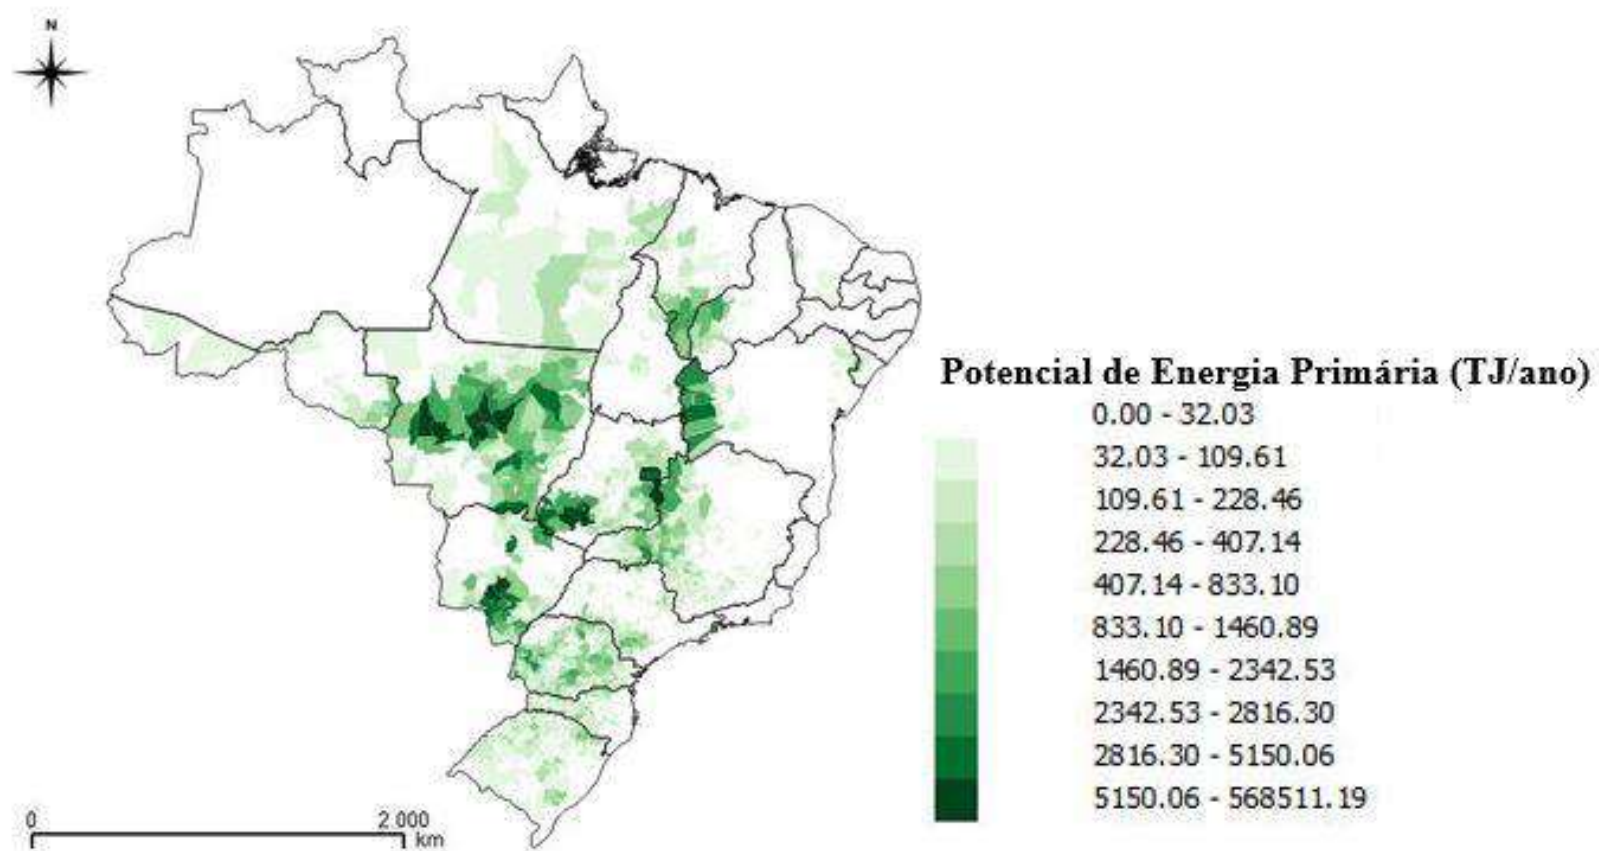 N
Potencial de Energia Primária (TJ/ano)
0.00 - 32.03
32.03 - 109.61
109.61 - 228.46
228.46 - 407.14
407.14 - 833.10
833.10 - 1460.89
1460.89 - 2342.53
2342.53 - 2816.30
2816.30 - 5150.06
5150.06 - 568511.19
0 2 000
km